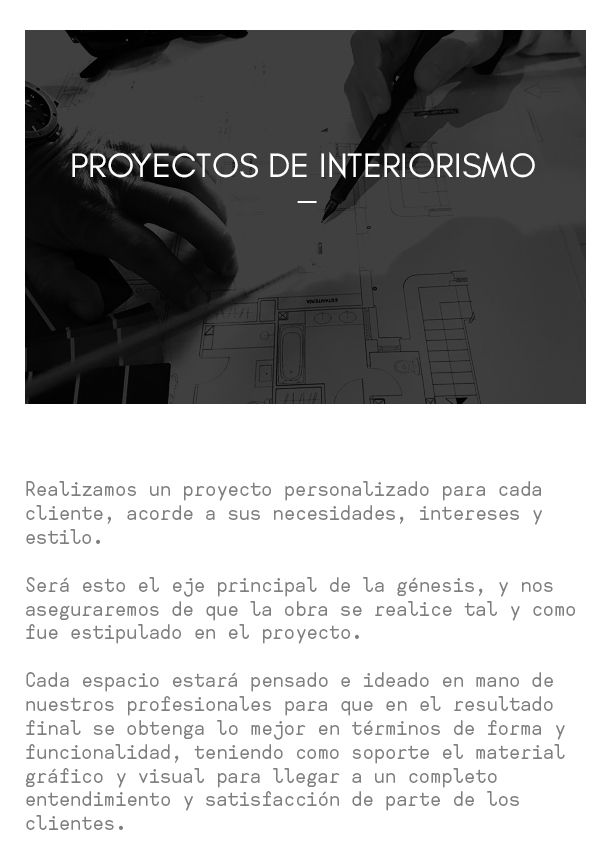 PROYECTOS DE INTERIORISMO
Realizamos un proyecto personalizado para cada
cliente, acorde a sus necesidades, intereses y
estilo.
Será esto el eje principal de la génesis, y nos
aseguraremos de que la obra se realice tal y como
fue estipulado en el proyecto.
Cada espacio estará pensado e ideado en mano de
nuestros profesionales para que en el resultado
final se obtenga lo mejor en términos de forma y
funcionalidad, teniendo como soporte el material
gráfico y visual para llegar a un completo
entendimiento y satisfacción de parte de los
clientes.